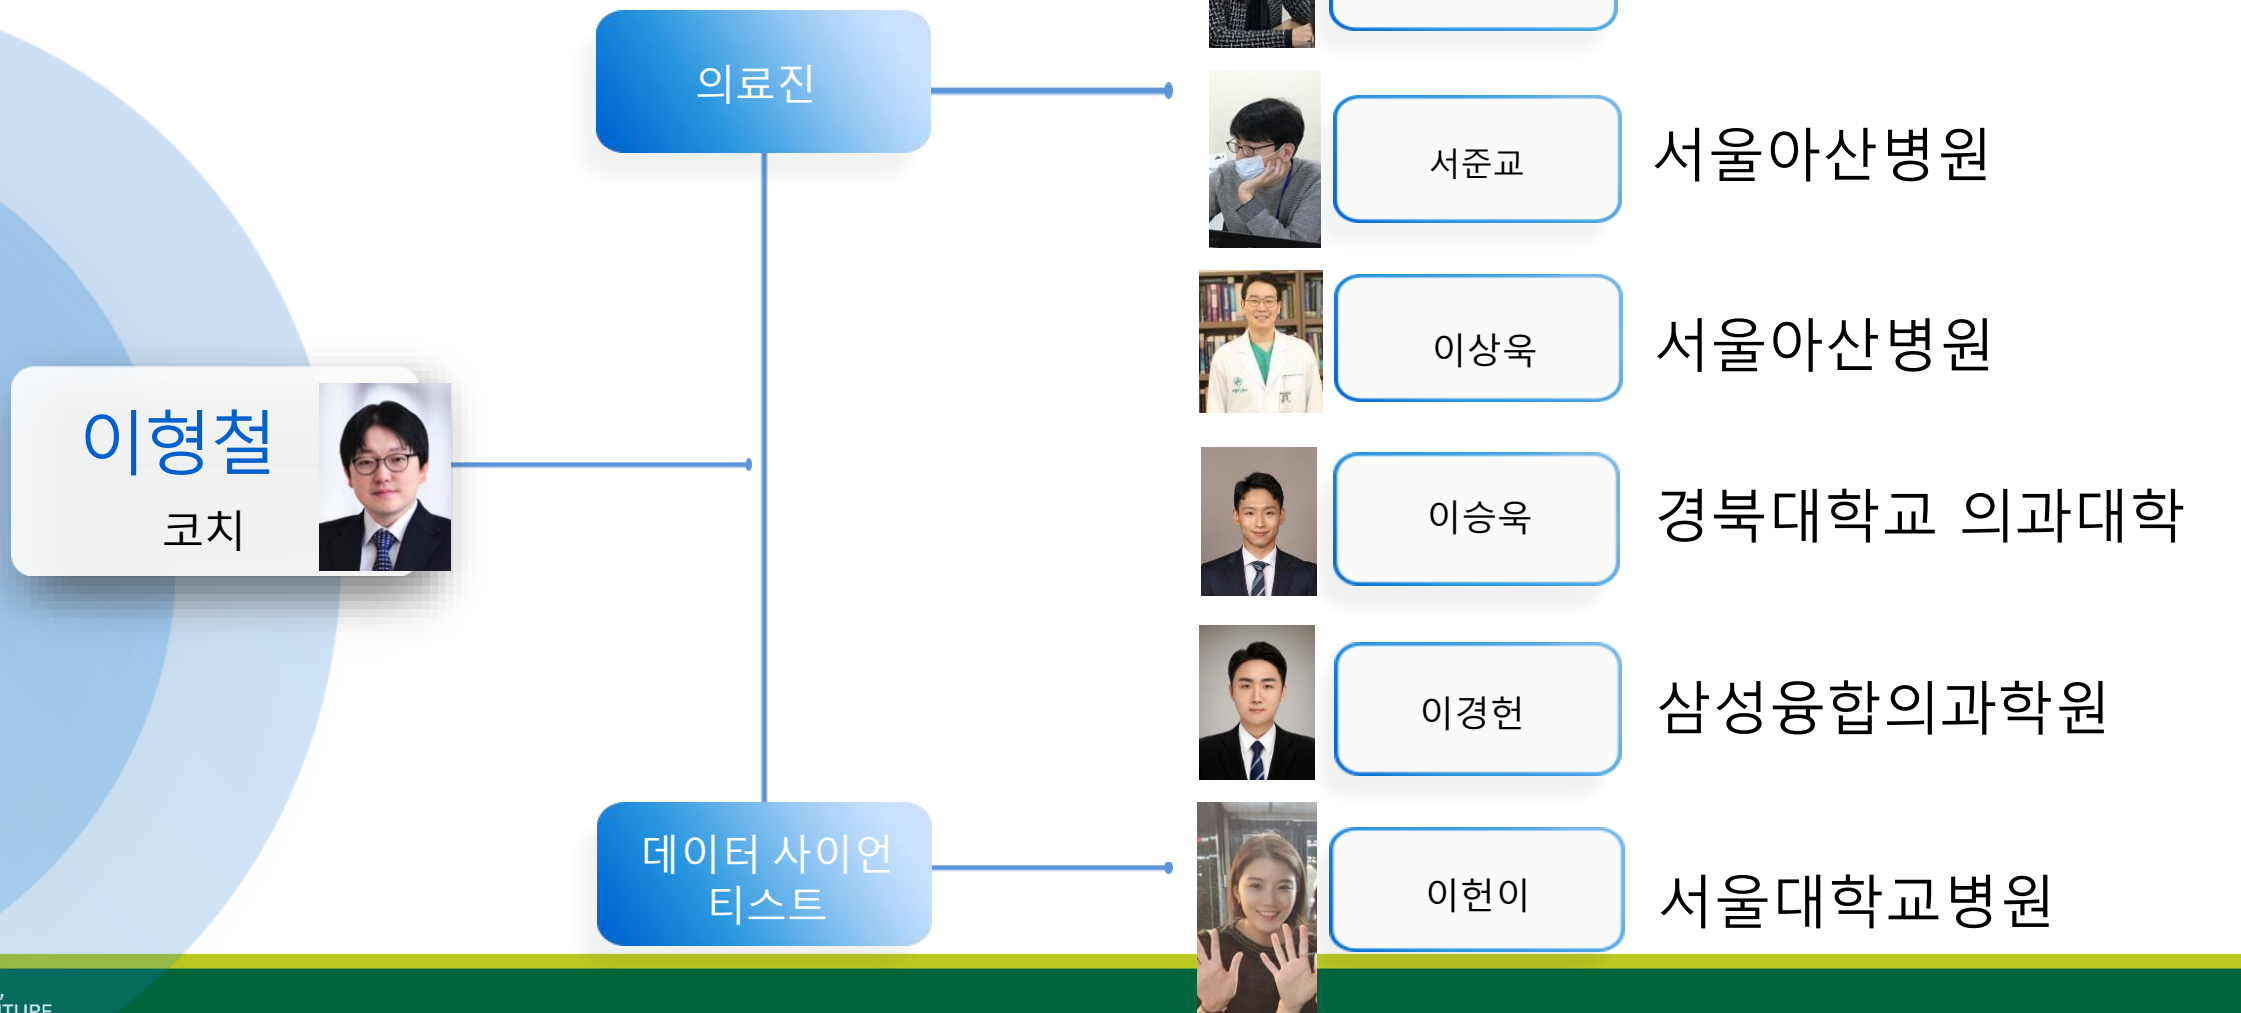 의료진
서준교
서울아산병원
이상욱
서울아산병원
이형철
코치
이승욱
경북대학교 의과대학
이경헌
삼성융합의과학원
데이터 사이언
티스트
이헌이
서울대학교병원